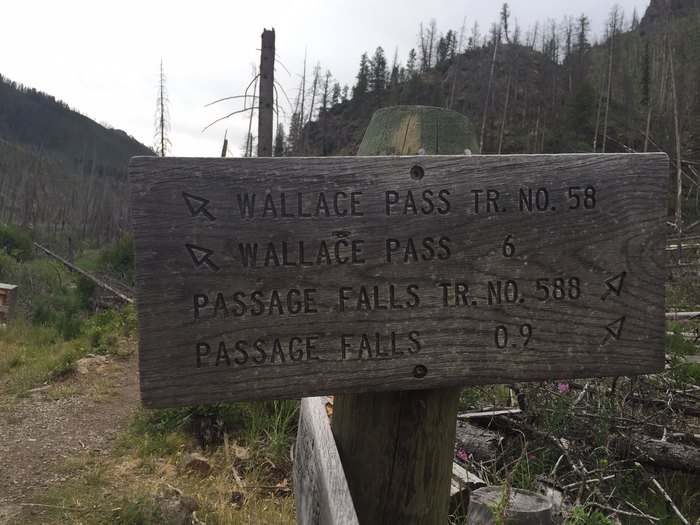 WALLACE PASS TR. NO. 58
WALLACE PASS 6
PASSAGE FALLS TR. NO. 588
PASSAGE FALLS 0.9